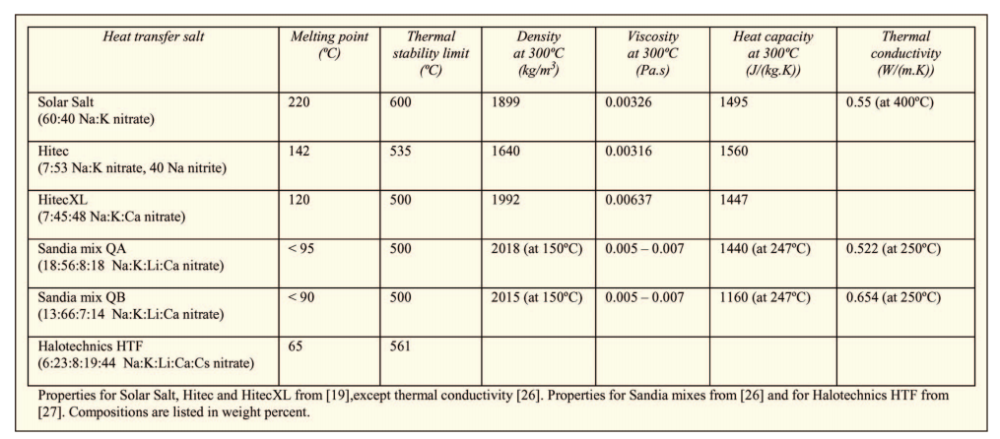 Heat transfer salt Melting point (ºC) Thermal stability limit (ºC) Density at 300ºC (kg/m³) Viscosity at 300ºC (Pa.s) Heat capacity at 300ºC (J/(kg.K)) Thermal conductivity (W/(m.K))
Solar Salt 220 600 1899 0.00326 1495 0.55 (at 400ºC)
(60:40 Na:K nitrate)
Hitec 142 535 1640 0.00316 1560
(7:53 Na:K nitrate, 40 Na nitrite)
HitecXL 120 500 1992 0.00637 1447
(7:45:48 Na:K:Ca nitrate)
Sandia mix QA < 95 500 2018 (at 150ºC) 0.005 – 0.007 1440 (at 247ºC) 0.522 (at 250ºC)
(18:56:8:18 Na:K:Li:Ca nitrate)
Sandia mix QB < 90 500 2015 (at 150ºC) 0.005 – 0.007 1160 (at 247ºC) 0.654 (at 250ºC)
(13:66:7:14 Na:K:Li:Ca nitrate)
Halotechnics HTF 65 561
(6:23:8:19:44 Na:K:Li:Ca:Cs nitrate)
Properties for Solar Salt, Hitec and HitecXL from [19],except thermal conductivity [26]. Properties for Sandia mixes from [26] and for Halotechnics HTF from
[27]. Compositions are listed in weight percent.